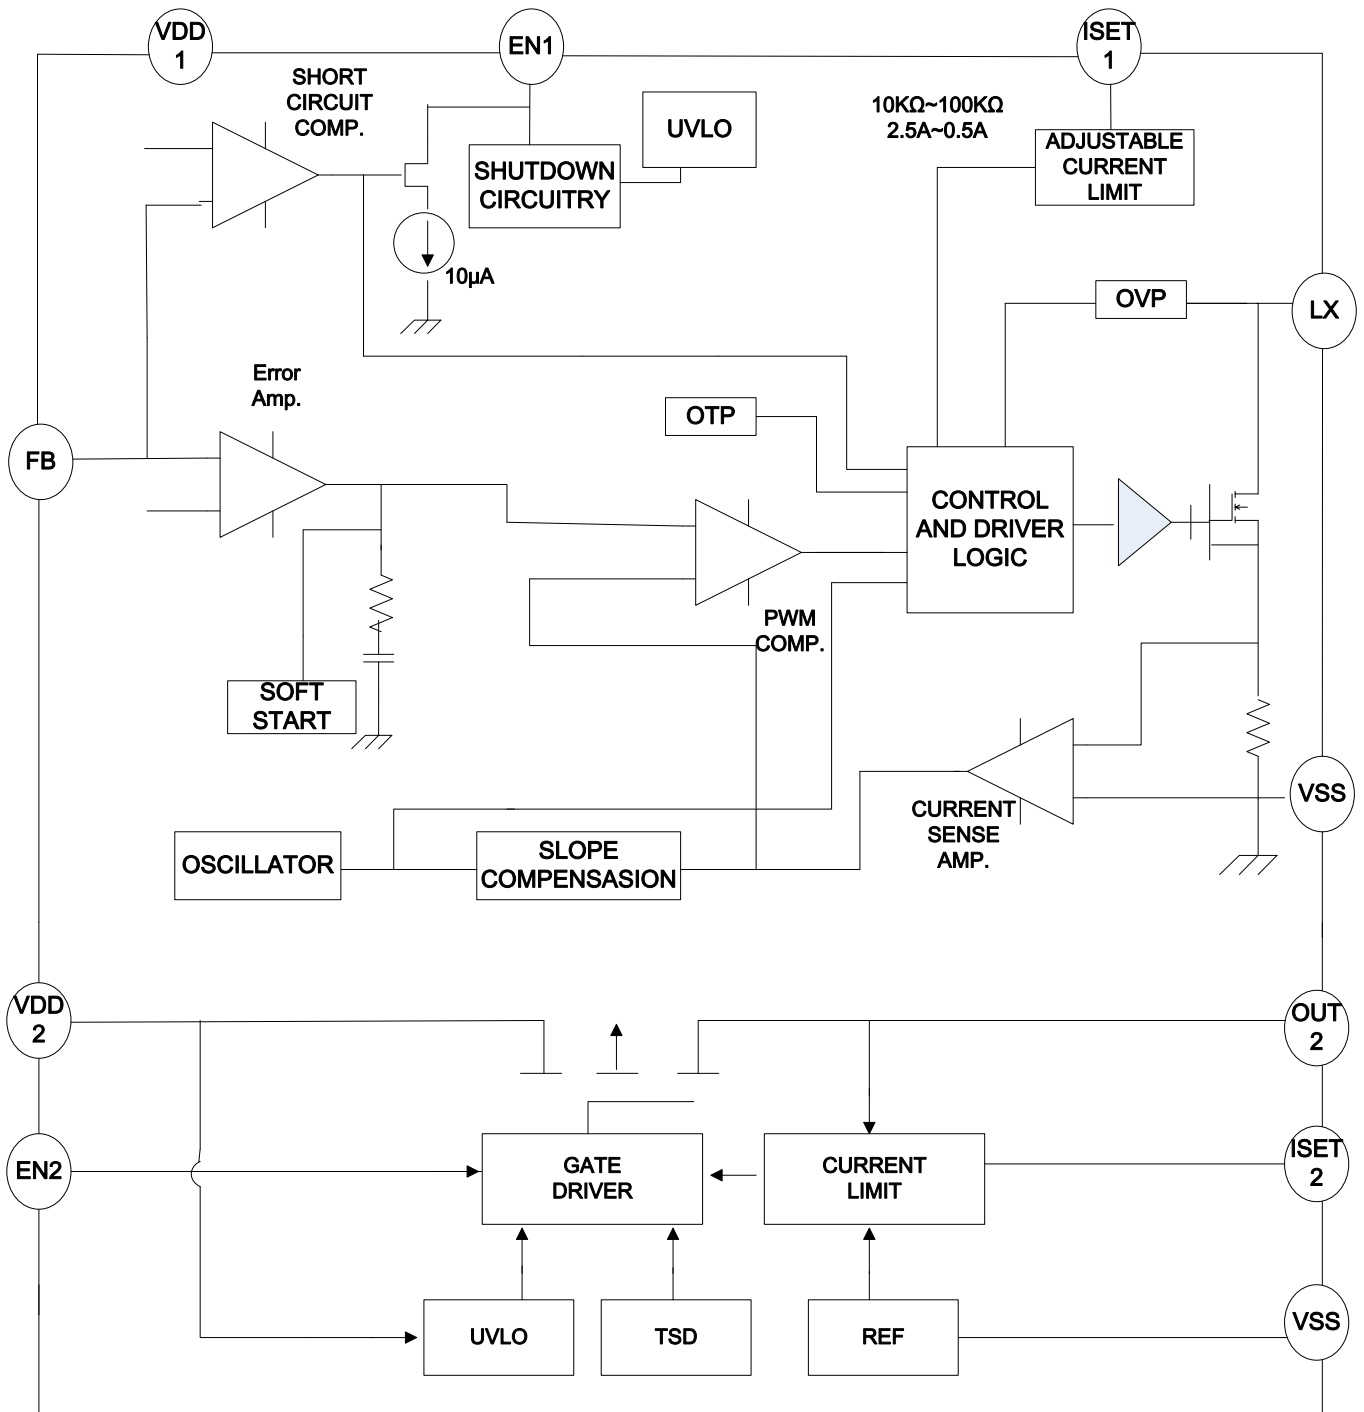 VDD
1
EN1
ISET
1
SHORT
CIRCUIT
COMP.
UVLO
10KΩ~100KΩ
2.5A~0.5A
ADJUSTABLE
CURRENT
LIMIT
SHUTDOWN
CIRCUITRY
10µA
OVP
LX
Error
Amp.
OTP
FB
CONTROL
AND DRIVER
LOGIC
PWM
COMP.
SOFT
START
VSS
CURRENT
SENSE
AMP.
OSCILLATOR
SLOPE
COMPENSASION
VDD
2
OUT
2
EN2
GATE
DRIVER
CURRENT
LIMIT
ISET
2
UVLO
TSD
REF
VSS